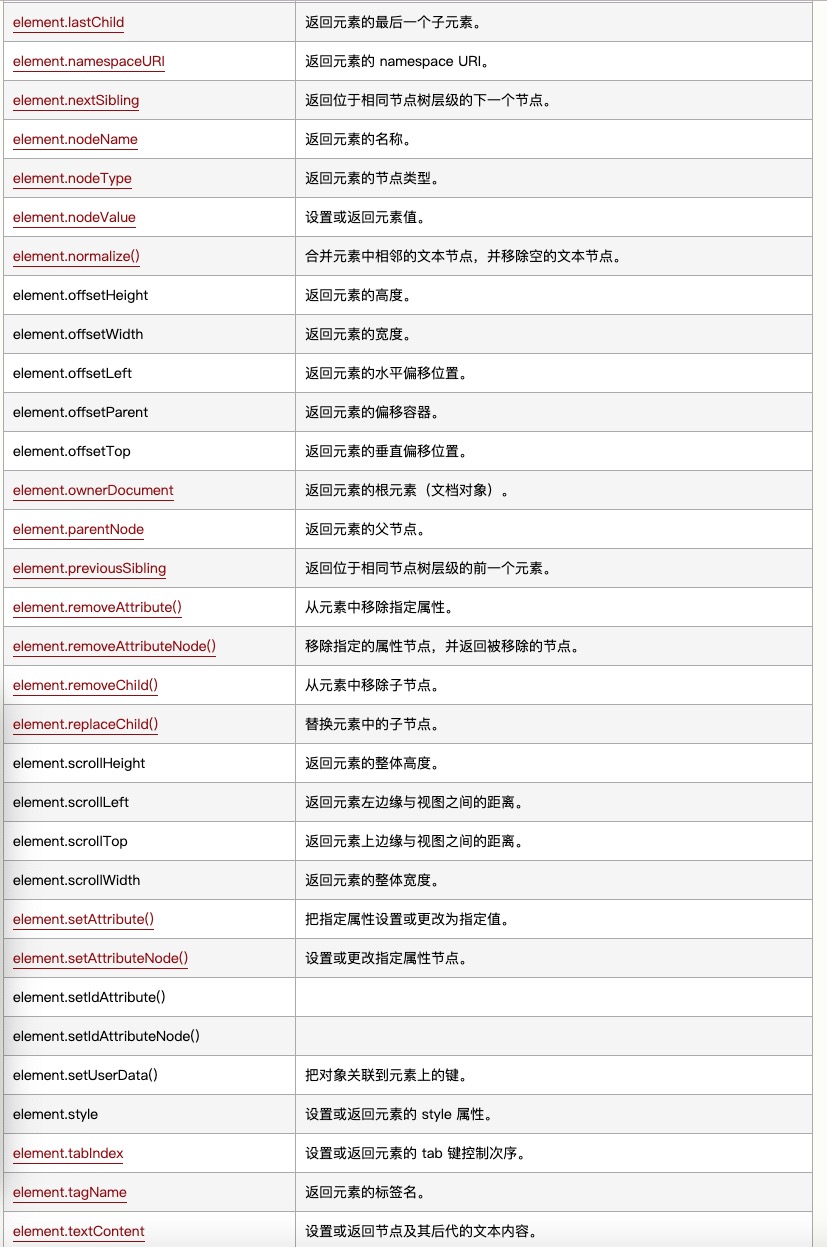 element.lastChild 返回元素的最后一个子元素。
element.namespaceURI 返回元素的 namespace URI。
element.nextSibling 返回位于相同节点树层级的下一个节点。
element.nodeName 返回元素的名称。
element.nodeType 返回元素的节点类型。
element.nodeValue 设置或返回元素值。
element.normalize() 合并元素中相邻的文本节点，并移除空的文本节点。
element.offsetHeight 返回元素的高度。
element.offsetWidth 返回元素的宽度。
element.offsetLeft 返回元素的水平偏移位置。
element.offsetParent 返回元素的偏移容器。
element.offsetTop 返回元素的垂直偏移位置。
element.ownerDocument 返回元素的根元素（文档对象）。
element.parentNode 返回元素的父节点。
element.previousSibling 返回位于相同节点树层级的前一个元素。
element.removeAttribute() 从元素中移除指定属性。
element.removeAttributeNode() 移除指定的属性节点，并返回被移除的节点。
element.removeChild() 从元素中移除子节点。
element.replaceChild() 替换元素中的子节点。
element.scrollHeight 返回元素的整体高度。
element.scrollLeft 返回元素左边缘与视图之间的距离。
element.scrollTop 返回元素上边缘与视图之间的距离。
element.scrollWidth 返回元素的整体宽度。
element.setAttribute() 把指定属性设置或更改为指定值。
element.setAttributeNode() 设置或更改指定属性节点。
element.setIdAttribute()
element.setIdAttributeNode()
element.setUserData() 把对象关联到元素上的键。
element.style 设置或返回元素的 style 属性。
element.tabIndex 设置或返回元素的 tab 键控制次序。
element.tagName 返回元素的标签名。
element.textContent 设置或返回节点及其后代的文本内容。